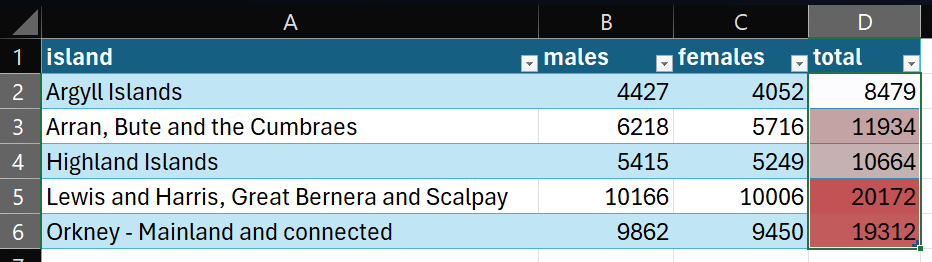 A B C D
1 island males females total
2 Argyll Islands 4427 4052 8479
3 Arran, Bute and the Cumbraes 6218 5716 11934
4 Highland Islands 5415 5249 10664
5 Lewis and Harris, Great Bernera and Scalpay 10166 10006 20172
6 Orkney - Mainland and connected 9862 9450 19312